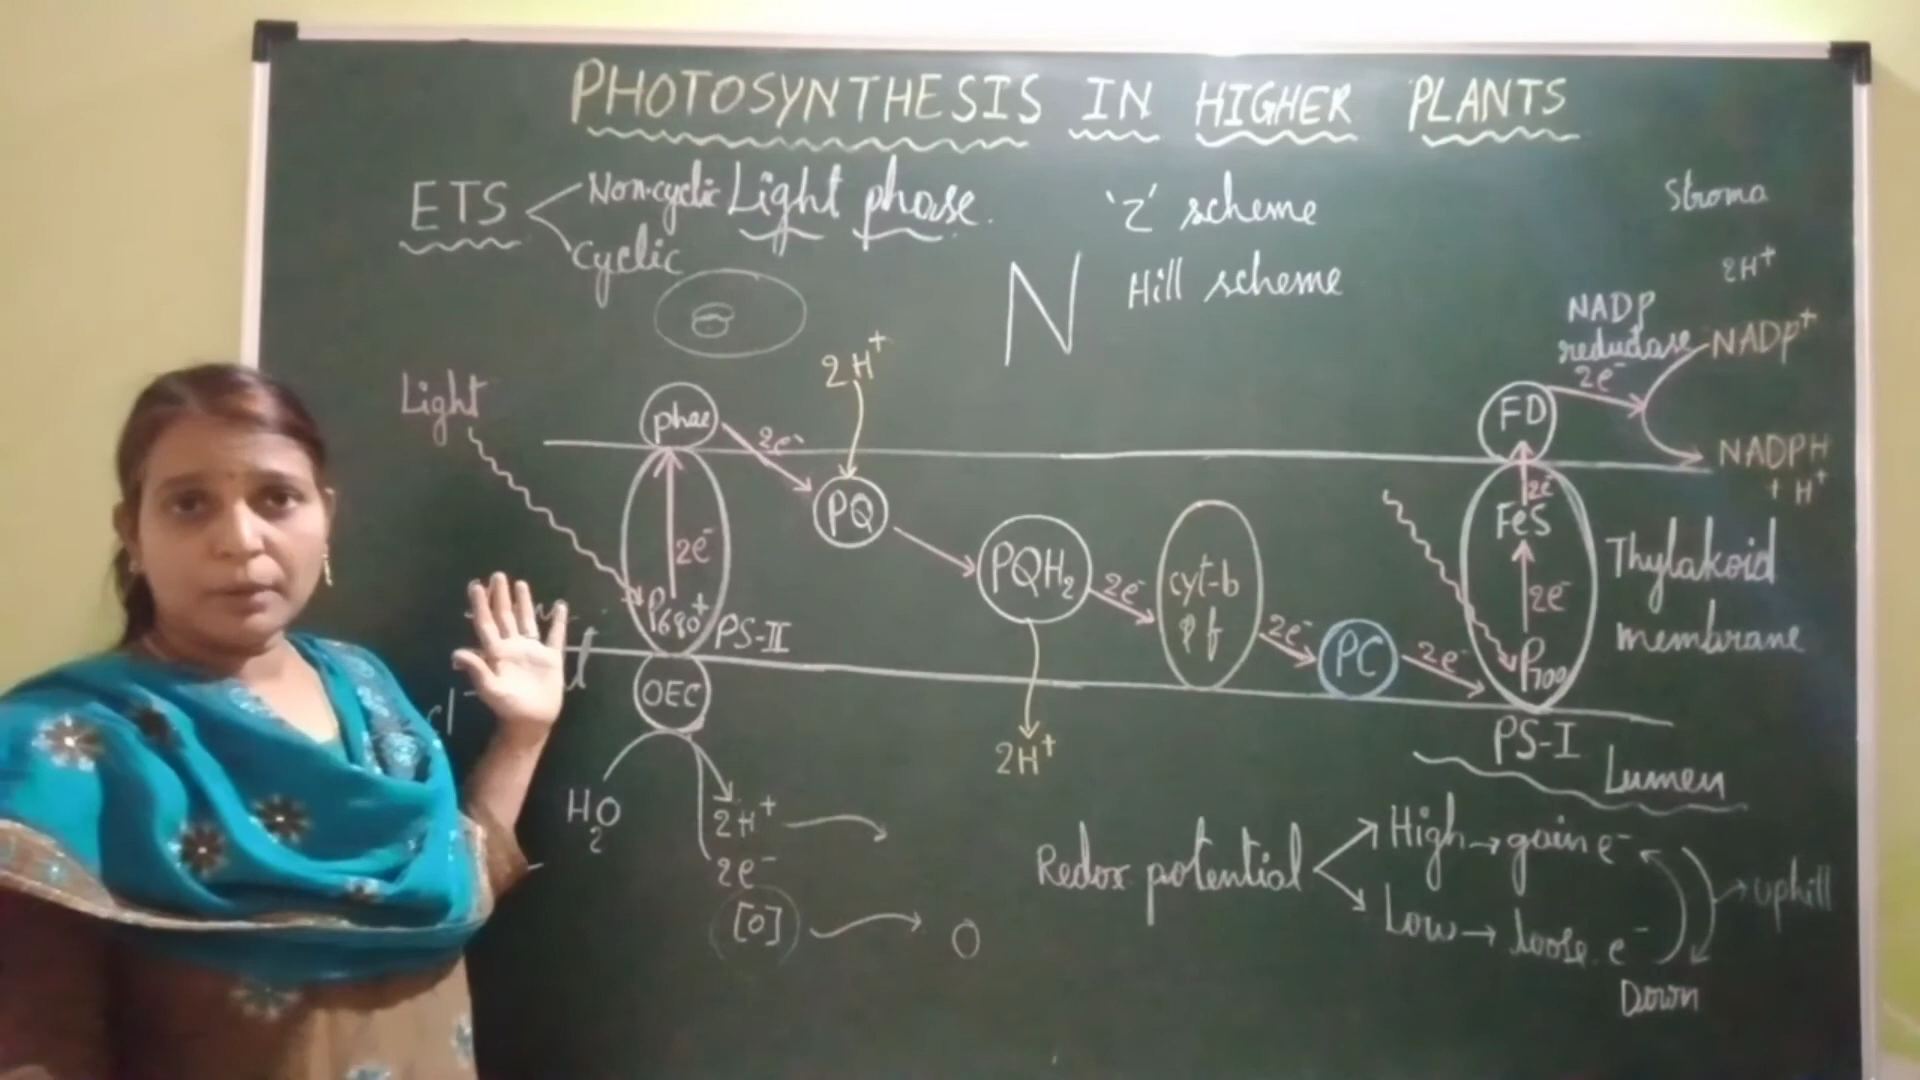 PHOTOSYNTHESIS IN HIGHER PLANTS
ETS
Non-cyclic
Cyclic
Light phase.
'Z' scheme
Hill scheme
N
Stroma
2H+
NADP
reductase
NADP+
2e-
NADPH
+ H+
Light
phae
2e-
2H+
PQ
2e-
P680+
PS-II
OEC
H2O
2H+
2e-
[O]
O
PQH2
2H+
2e-
cyt-b
& f
2e-
PC
2e-
FD
2e-
FeS
2e-
P700
PS-I
Thylakoid
membrane
Lumen
Redox potential
High → gain e-
Low → loose e-
uphill
Down